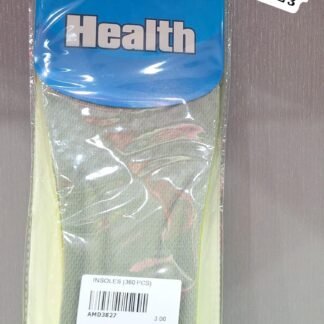 Health
INSOLES (360 PCS)
AMD3827
3.00